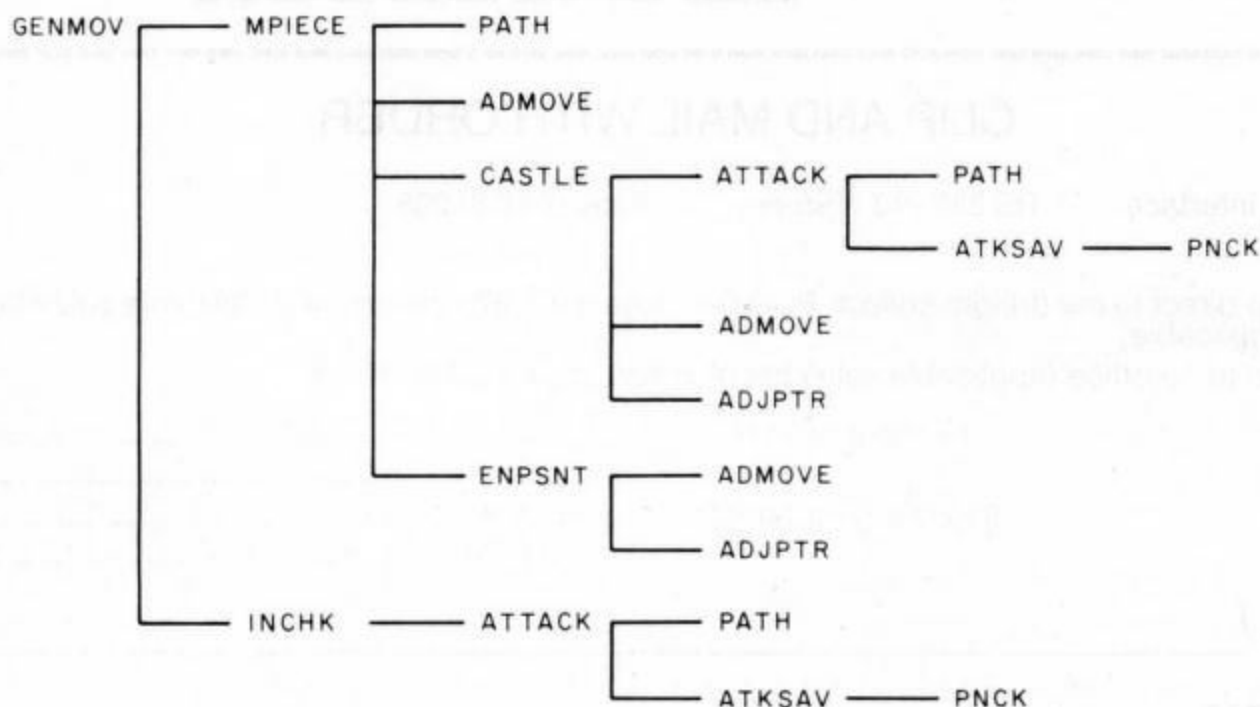 GENMOV MPIECE PATH
ADMOVE
CASTLE ATTACK PATH
ATKSAV PNCK
ADMOVE
ADJPTR
ENPSNT ADMOVE
ADJPTR
INCHK ATTACK PATH
ATKSAV PNCK